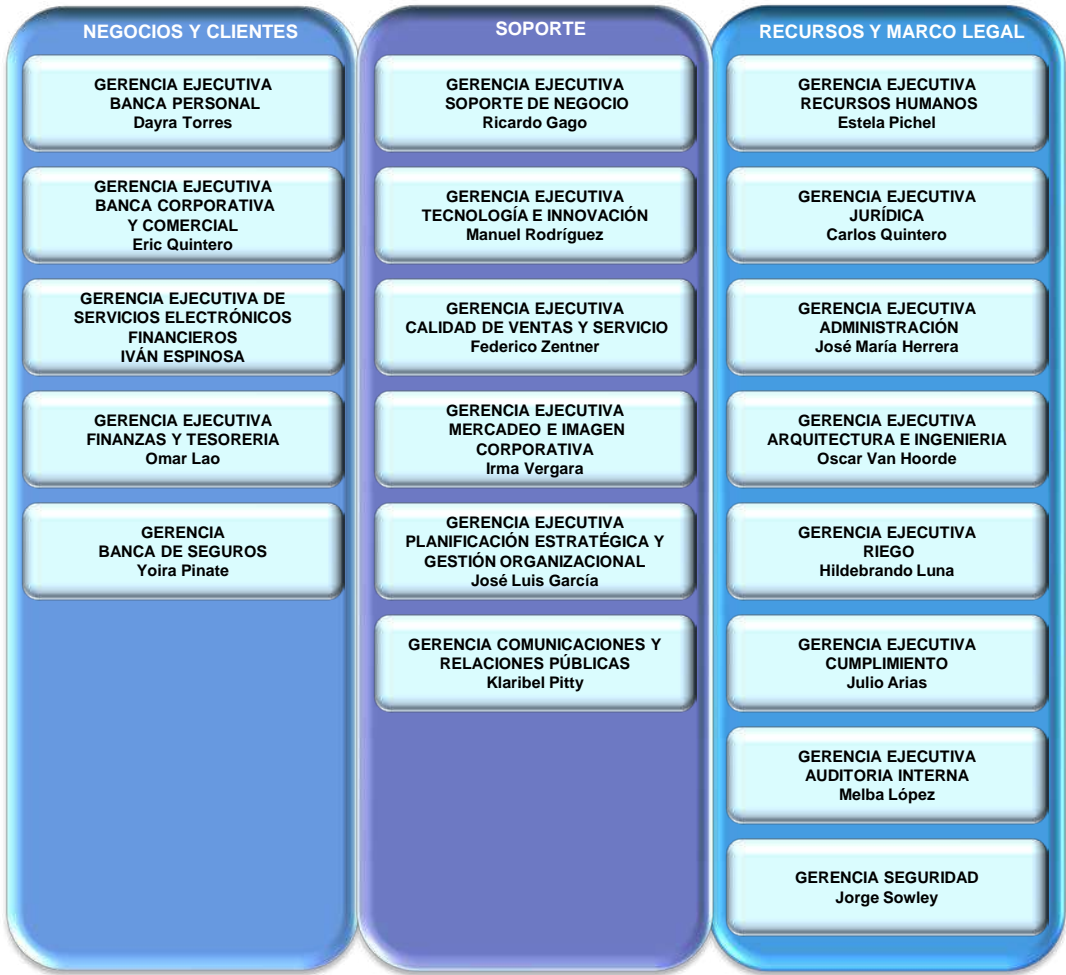 NEGOCIOS Y CLIENTES
GERENCIA EJECUTIVA
BANCA PERSONAL
Dayra Torres
GERENCIA EJECUTIVA
BANCA CORPORATIVA
Y COMERCIAL
Eric Quintero
GERENCIA EJECUTIVA DE
SERVICIOS ELECTRÓNICOS
FINANCIEROS
IVÁN ESPINOSA
GERENCIA EJECUTIVA
FINANZAS Y TESORERIA
Omar Lao
GERENCIA
BANCA DE SEGUROS
Yoira Pinate
SOPORTE
GERENCIA EJECUTIVA
SOPORTE DE NEGOCIO
Ricardo Gago
GERENCIA EJECUTIVA
TECNOLOGÍA E INNOVACIÓN
Manuel Rodríguez
GERENCIA EJECUTIVA
CALIDAD DE VENTAS Y SERVICIO
Federico Zentner
GERENCIA EJECUTIVA
MERCADEO E IMAGEN
CORPORATIVA
Irma Vergara
GERENCIA EJECUTIVA
PLANIFICACIÓN ESTRATÉGICA Y
GESTIÓN ORGANIZACIONAL
José Luis García
GERENCIA COMUNICACIONES Y
RELACIONES PÚBLICAS
Klaribel Pitty
RECURSOS Y MARCO LEGAL
GERENCIA EJECUTIVA
RECURSOS HUMANOS
Estela Pichel
GERENCIA EJECUTIVA
JURÍDICA
Carlos Quintero
GERENCIA EJECUTIVA
ADMINISTRACIÓN
José María Herrera
GERENCIA EJECUTIVA
ARQUITECTURA E INGENIERIA
Oscar Van Hoorde
GERENCIA EJECUTIVA
RIEGO
Hildebrando Luna
GERENCIA EJECUTIVA
CUMPLIMIENTO
Julio Arias
GERENCIA EJECUTIVA
AUDITORIA INTERNA
Melba López
GERENCIA SEGURIDAD
Jorge Sowley